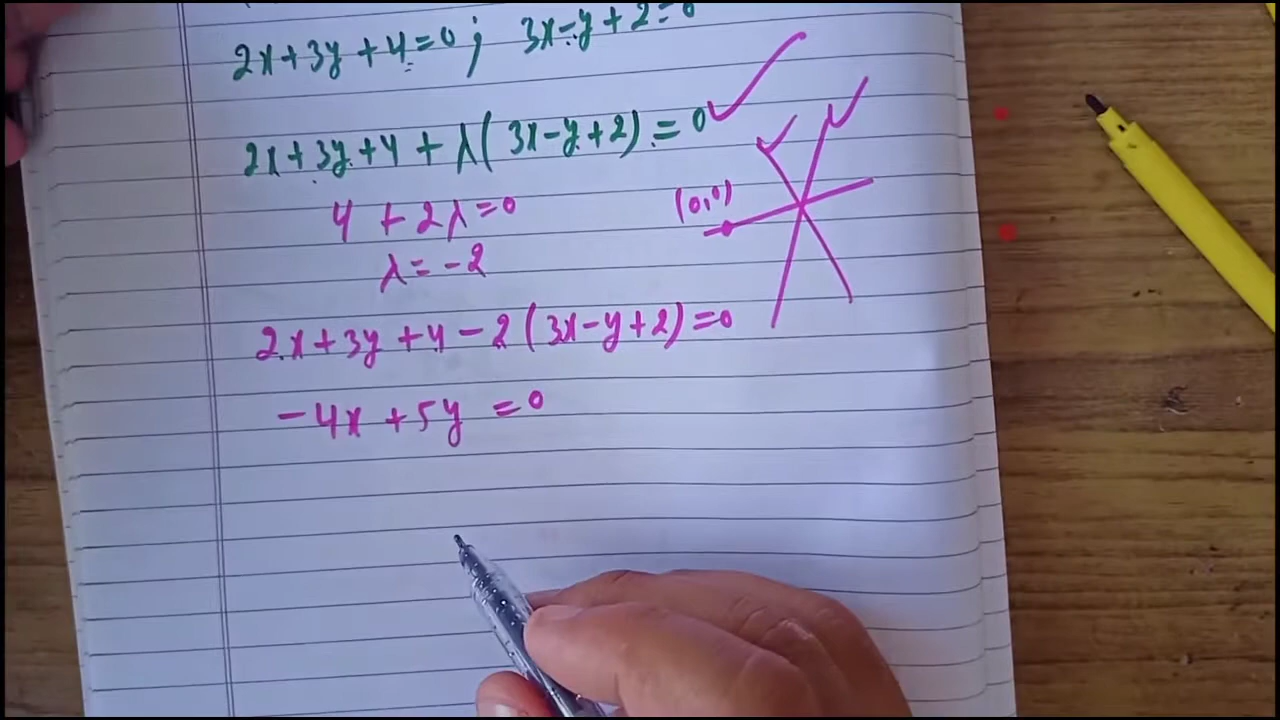 2x+3y+4=0; 3x-y+2=0
2x+3y+4+λ(3x-y+2)=0
4+2λ=0
(0,0)
λ=-2
2x+3y+4-2(3x-y+2)=0
-4x+5y=0